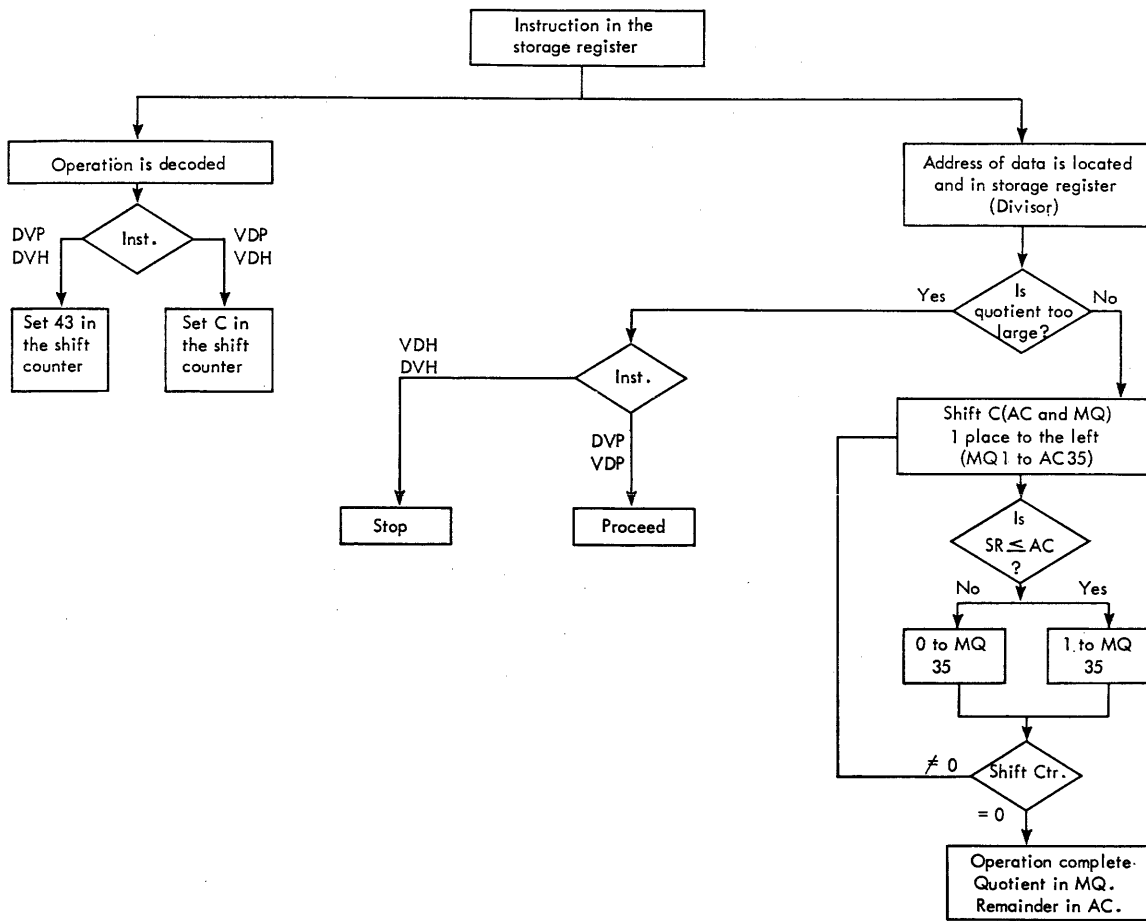 Instruction in the
storage register
Operation is decoded
Address of data is located
and in storage register
(Divisor)
DVP
DVH
Inst.
VDP
VDH
Set 43 in
the shift
counter
Set C in
the shift
counter
Yes
Is
quotient too
large?
No
VDH
DVH
Inst.
DVP
VDP
Stop
Proceed
Shift C(AC and MQ)
1 place to the left
(MQ1 to AC35)
Is
SR ≤ AC
?
No
Yes
0 to MQ
35
1 to MQ
35
≠ 0
Shift Ctr.
= 0
Operation complete.
Quotient in MQ.
Remainder in AC.